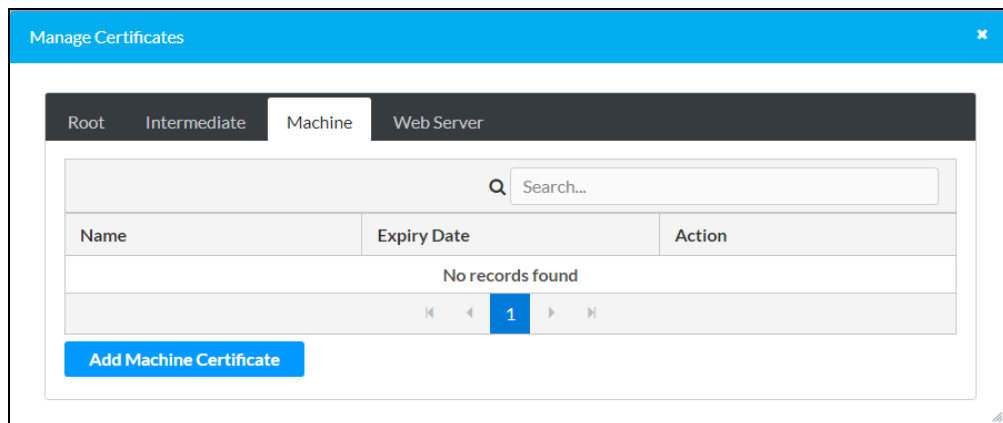 Manage Certificates
Root Intermediate Machine Web Server
Search...
Name Expiry Date Action
No records found
1
Add Machine Certificate